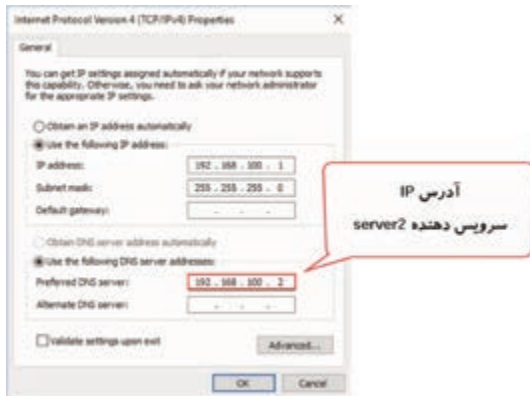 Internet Protocol Version 4 (TCP/IPv4) Properties
General
You can get IP settings assigned automatically if your network supports
this capability. Otherwise, you need to ask your network administrator
for the appropriate IP settings.
Obtain an IP address automatically
Use the following IP address:
IP address: 192 . 168 . 100 . 1
Subnet mask: 255 . 255 . 255 . 0
Default gateway: . . .
Obtain DNS server address automatically
Use the following DNS server addresses:
Preferred DNS server: 192 . 168 . 100 . 2
Alternate DNS server: . . .
Validate settings upon exit
Advanced...
OK Cancel
آدرس IP
سرویس دهنده server2